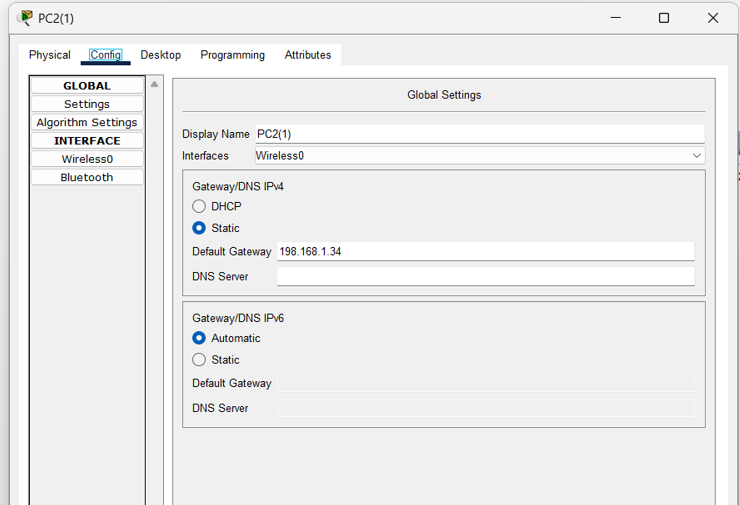 PC2(1)
Physical Config Desktop Programming Attributes
GLOBAL
Settings
Algorithm Settings
INTERFACE
Wireless0
Bluetooth
Global Settings
Display Name PC2(1)
Interfaces Wireless0
Gateway/DNS IPv4
DHCP
Static
Default Gateway 198.168.1.34
DNS Server
Gateway/DNS IPv6
Automatic
Static
Default Gateway
DNS Server